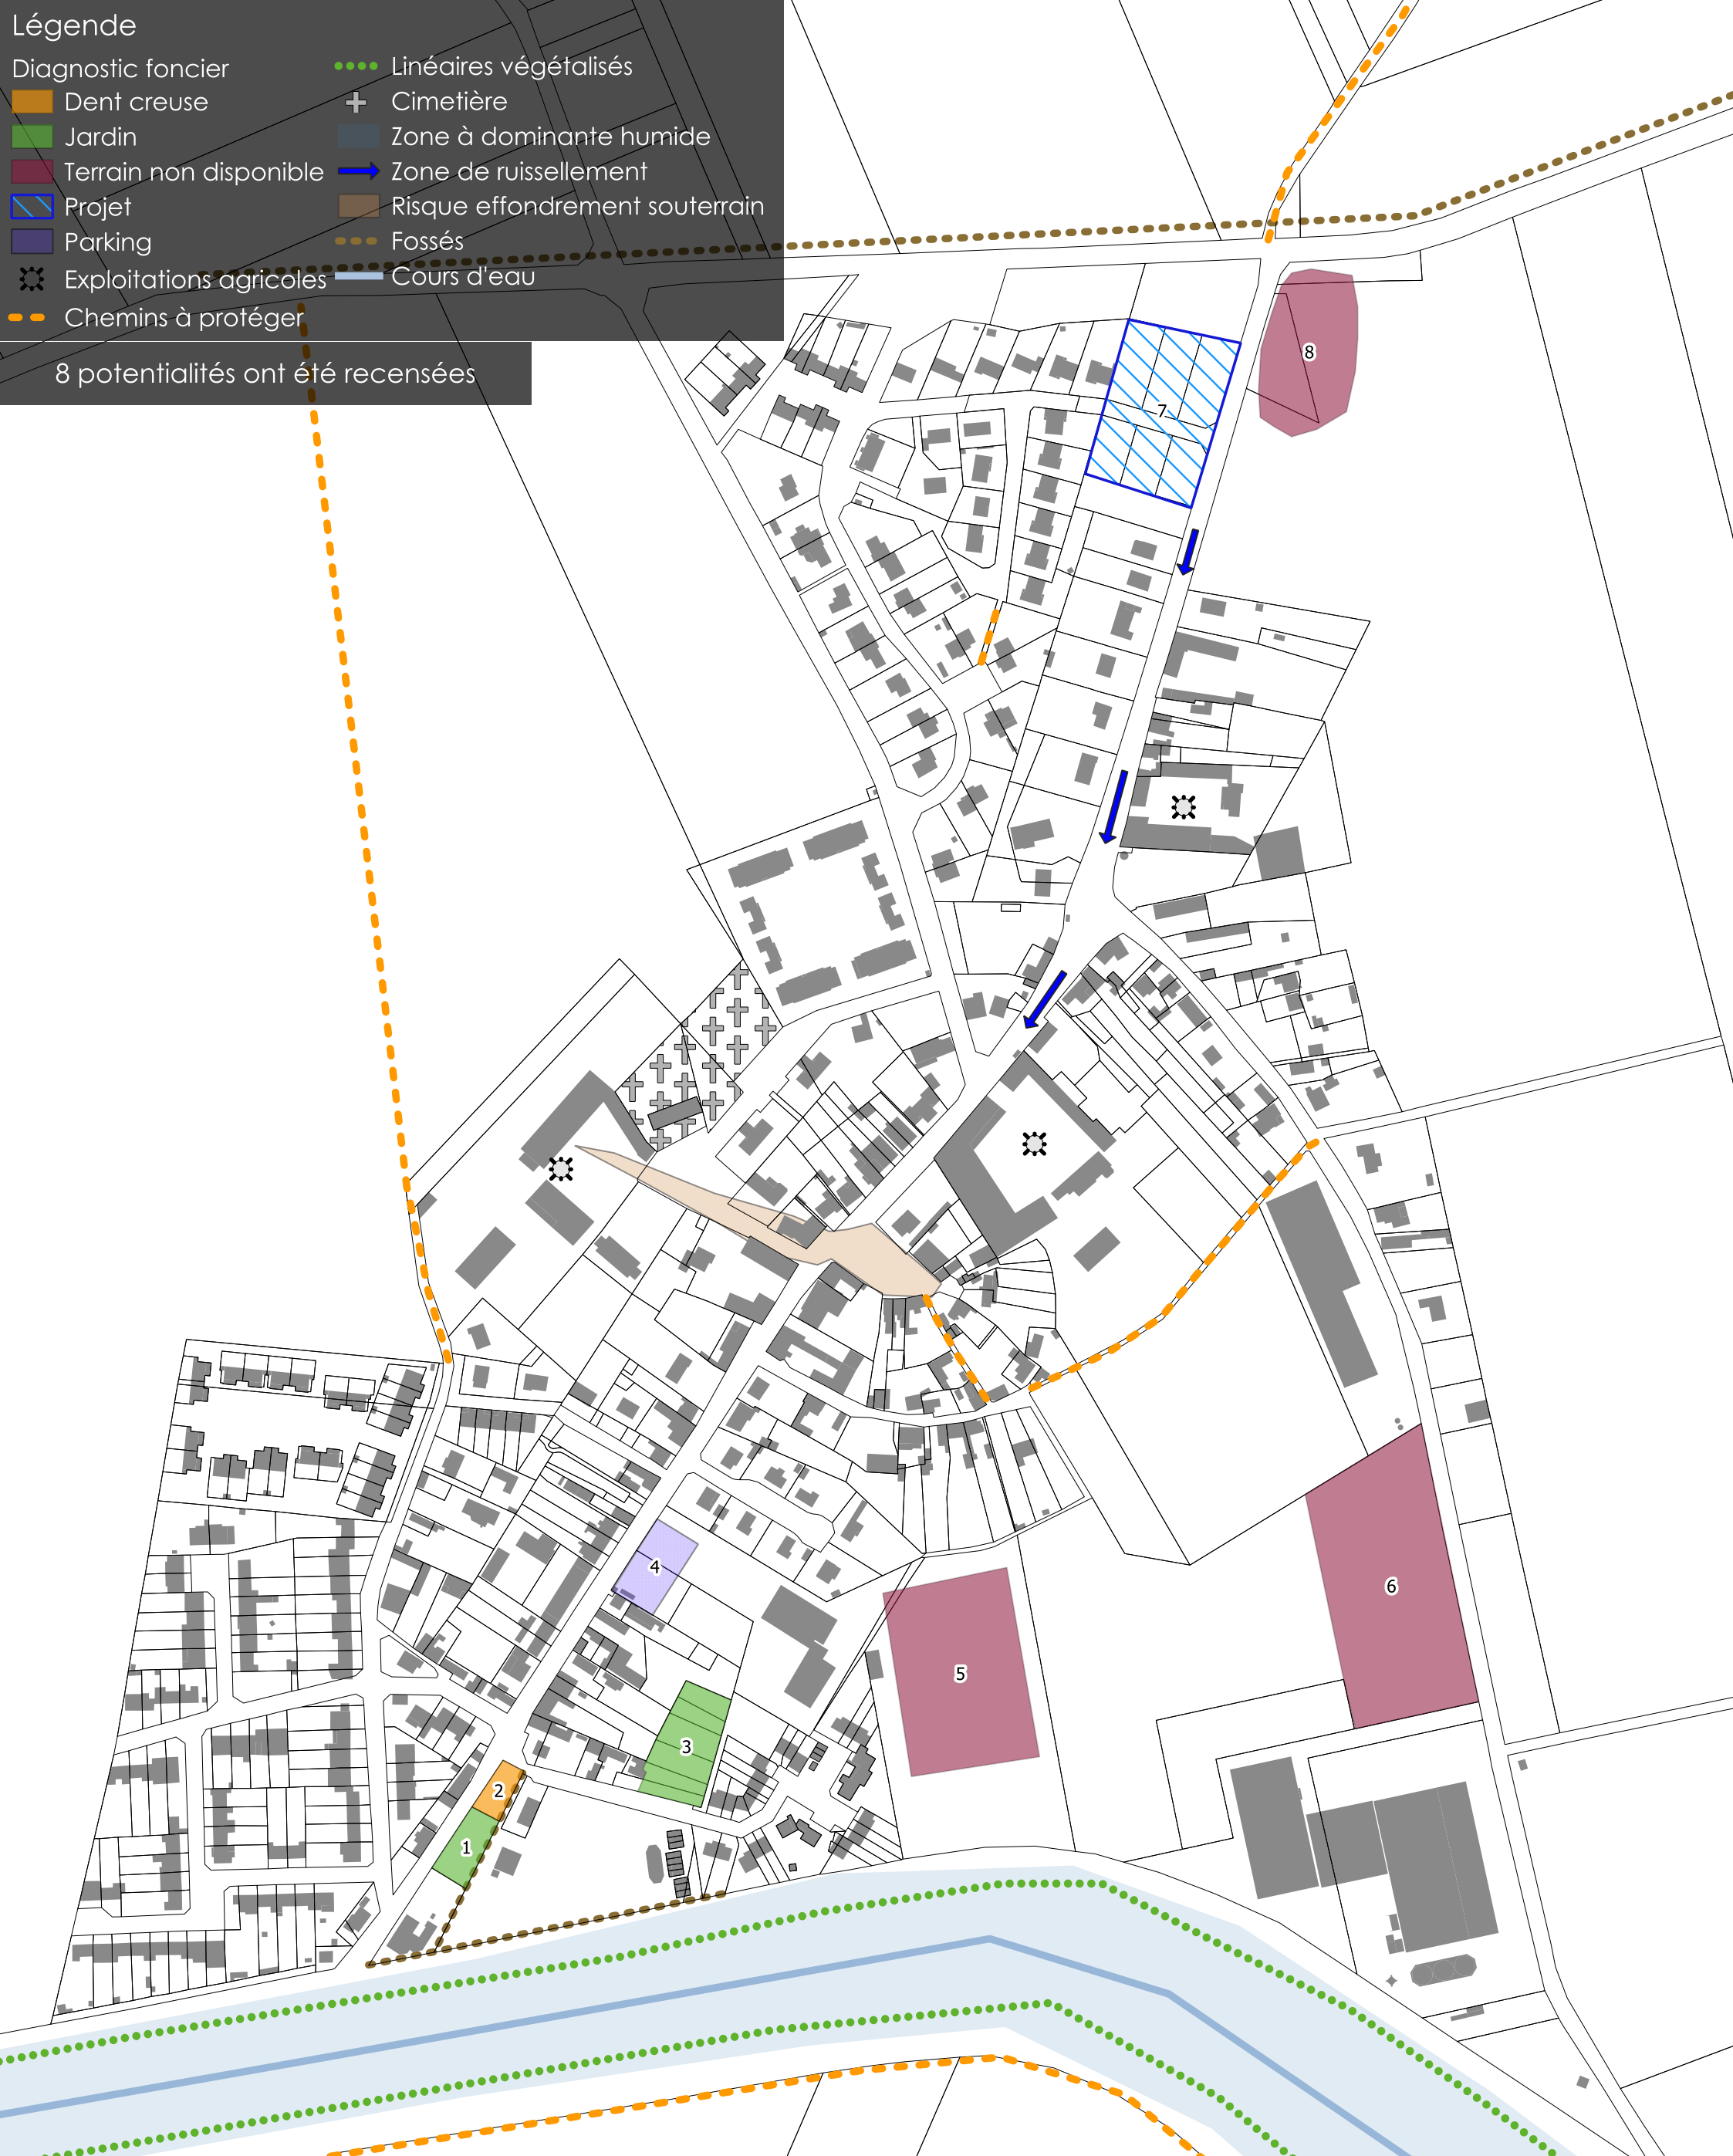 Légende
Diagnostic foncier
Dent creuse
Jardin
Terrain non disponible
Projet
Parking
Exploitations agricoles
Chemins à protéger
Linéaires végétalisés
Cimetière
Zone à dominante humide
Zone de ruissellement
Risque effondrement souterrain
Fossés
Cours d'eau
8 potentialités ont été recensées
8
7
4
6
5
3
2
1